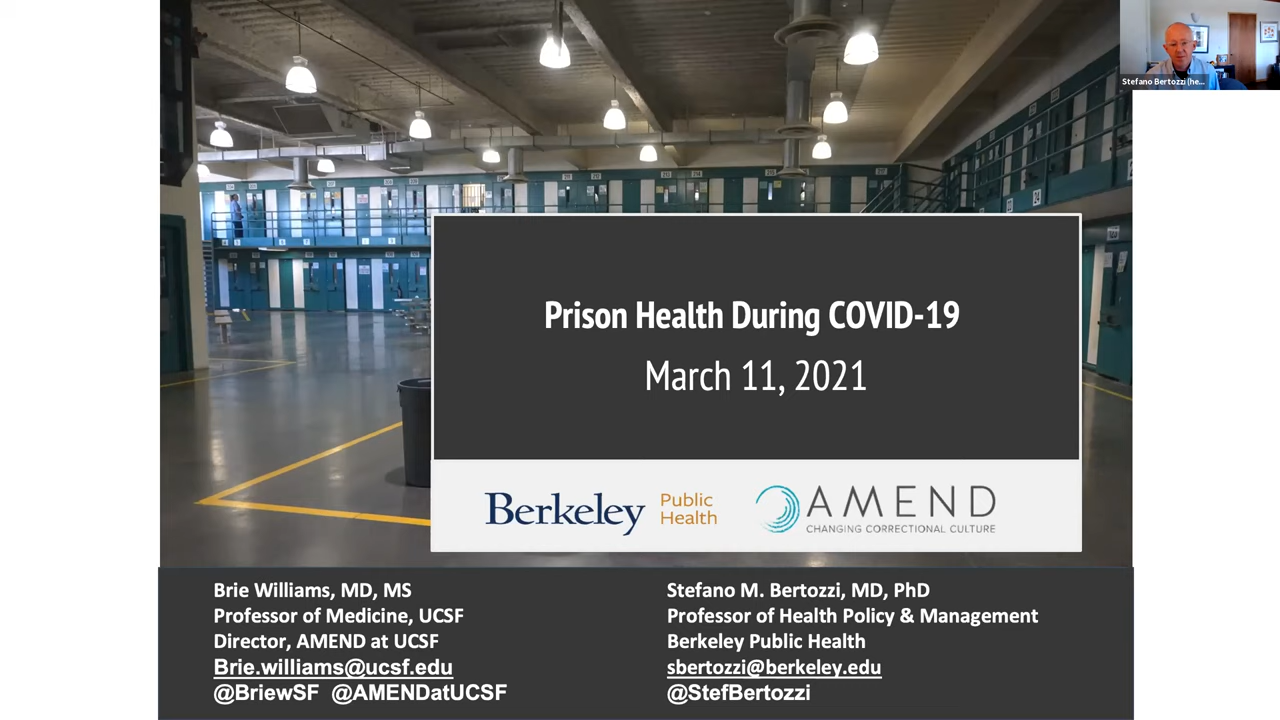 Stefano Bertozzi (he...
Prison Health During COVID-19
March 11, 2021
Berkeley
Public
Health
AMEND
CHANGING CORRECTIONAL CULTURE
Brie Williams, MD, MS
Professor of Medicine, UCSF
Director, AMEND at UCSF
Brie.williams@ucsf.edu
@BriewSF @AMENDatUCSF
Stefano M. Bertozzi, MD, PhD
Professor of Health Policy & Management
Berkeley Public Health
sbertozzi@berkeley.edu
@StefBertozzi